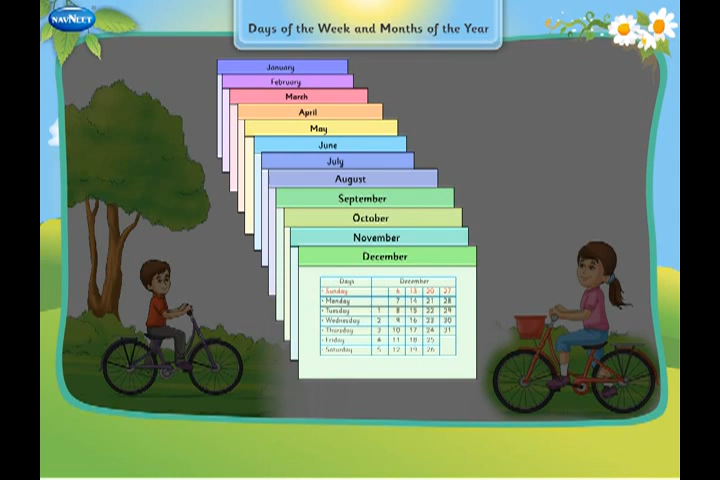 NAVNEET
Days of the Week and Months of the Year
January
February
March
April
May
June
July
August
September
October
November
December
Days December
Sunday 6 13 20 27
Monday 7 14 21 28
Tuesday 1 8 15 22 29
Wednesday 2 9 16 23 30
Thursday 3 10 17 24 31
Friday 4 11 18 25
Saturday 5 12 19 26